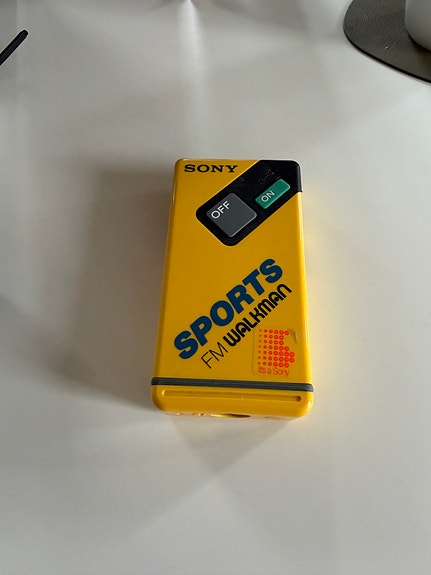 SONY
OFF
ON
SPORTS
FM WALKMAN
It's a Sony